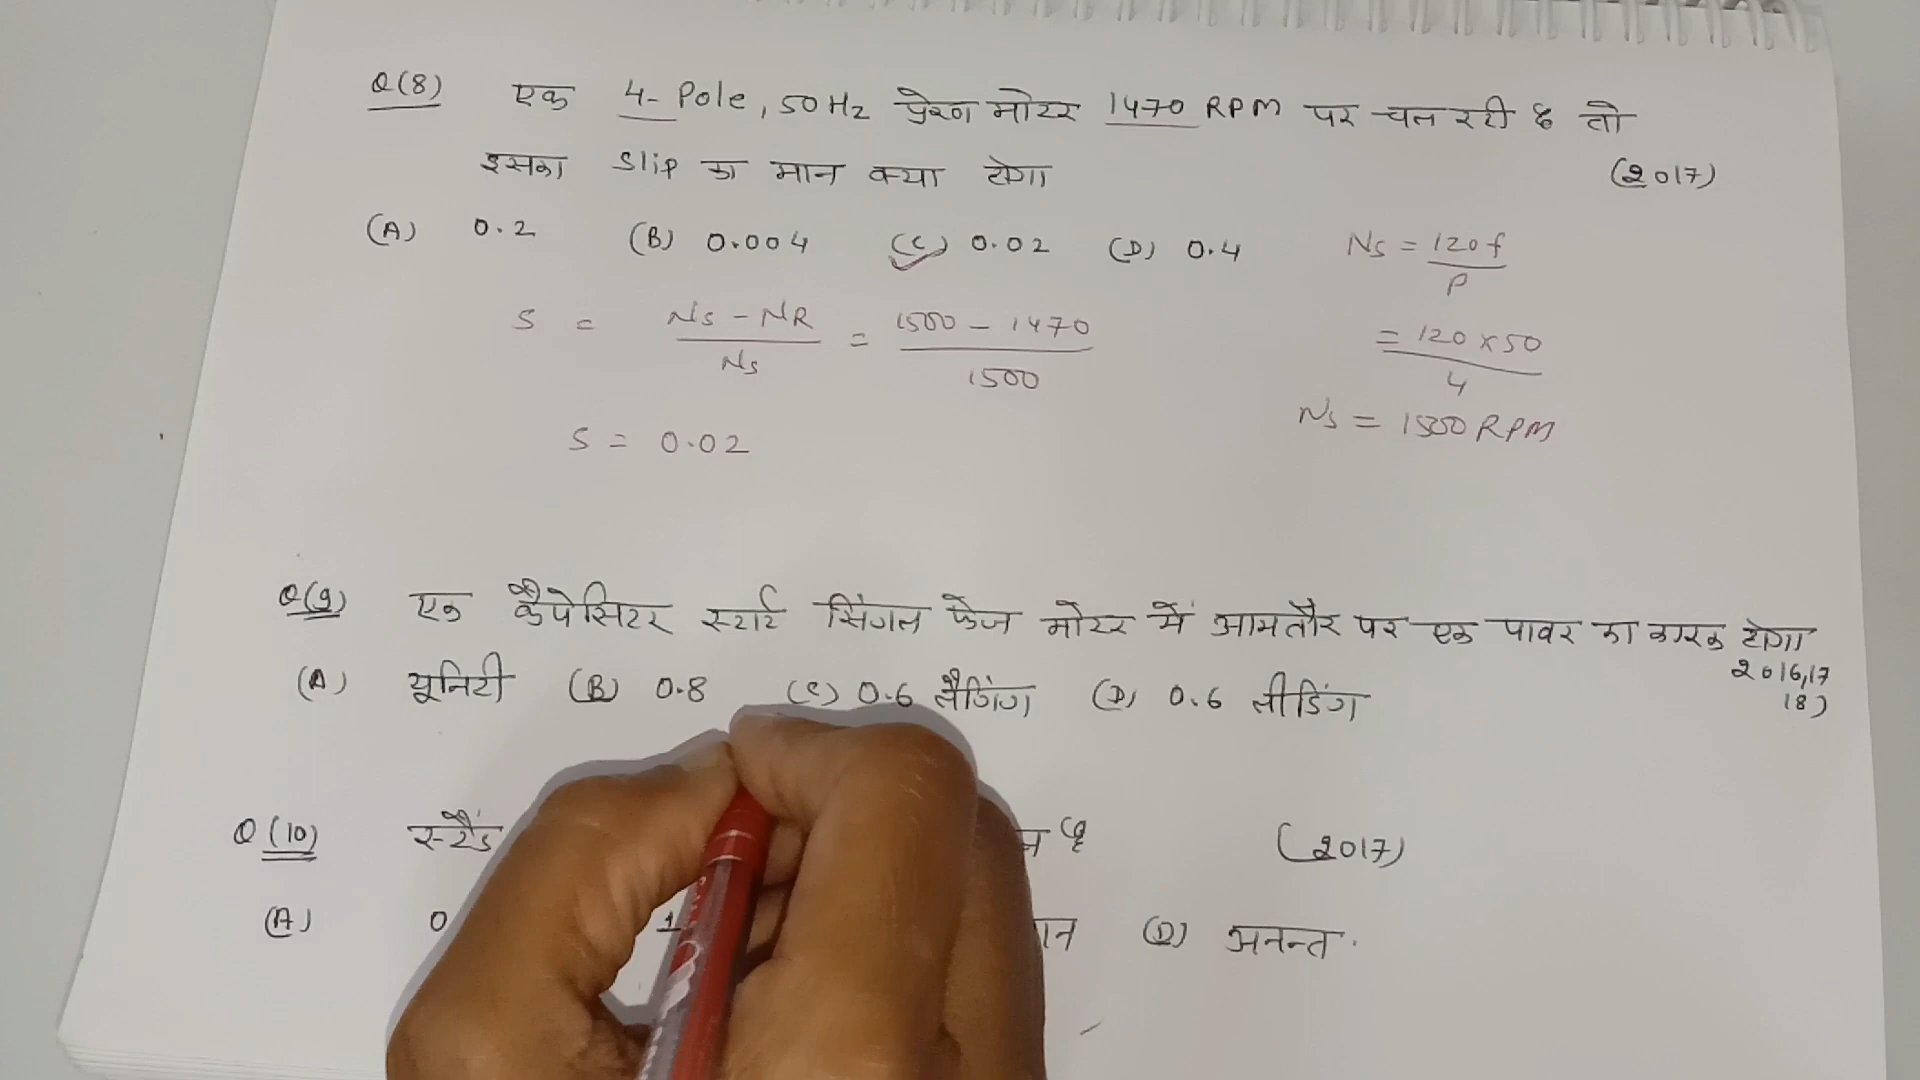 Q(8) एक 4- Pole, 50Hz प्रेरण मोटर 1470 RPM पर चल रही है तो
इसका Slip का मान क्या होगा (2017)
(A) 0.2 (B) 0.004 (C) 0.02 (D) 0.4
Ns = 120f / P
S = Ns - NR / Ns = 1500 - 1470 / 1500
= 120 x 50 / 4
Ns = 1500 RPM
S = 0.02
Q(9) एक कैपेसिटर स्टार्ट सिंगल फेज मोटर में आमतौर पर एक पावर का कारक होगा
2016,17
(A) यूनिटी (B) 0.8 (C) 0.6 लैगिंग (D) 0.6 लीडिंग
18)
Q(10) (2017)
(A) 0 1 (D) अनन्त.